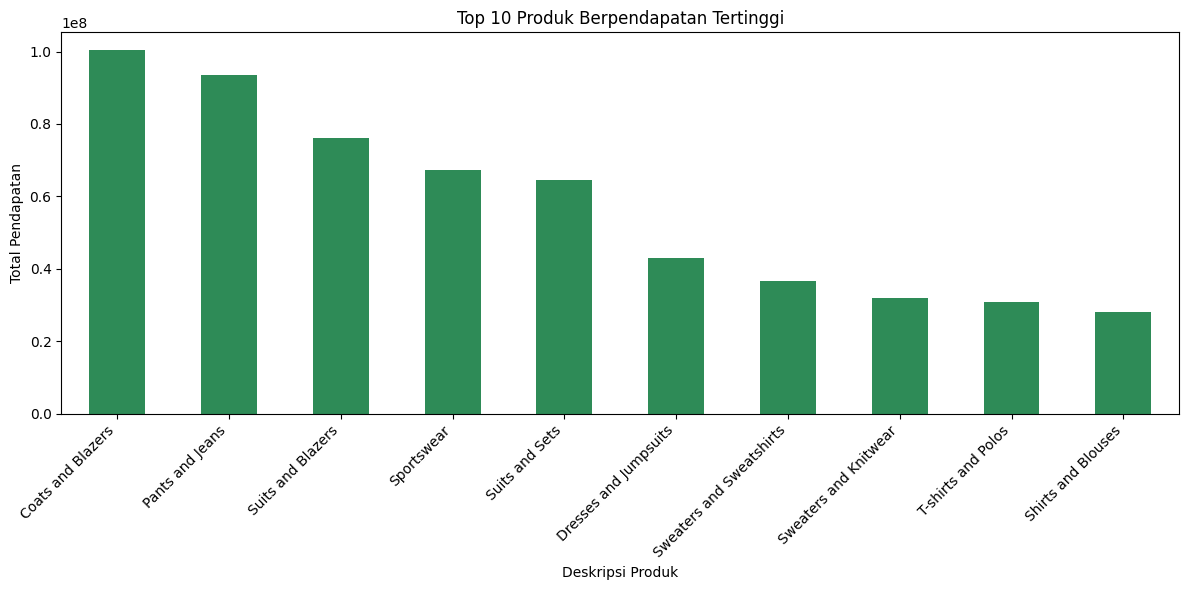 Top 10 Produk Berpendapatan Tertinggi
1e8
1.0
0.8
0.6
0.4
0.2
0.0
Total Pendapatan
Coats and Blazers
Pants and Jeans
Suits and Blazers
Sportswear
Suits and Sets
Dresses and Jumpsuits
Sweaters and Sweatshirts
Sweaters and Knitwear
T-shirts and Polos
Shirts and Blouses
Deskripsi Produk